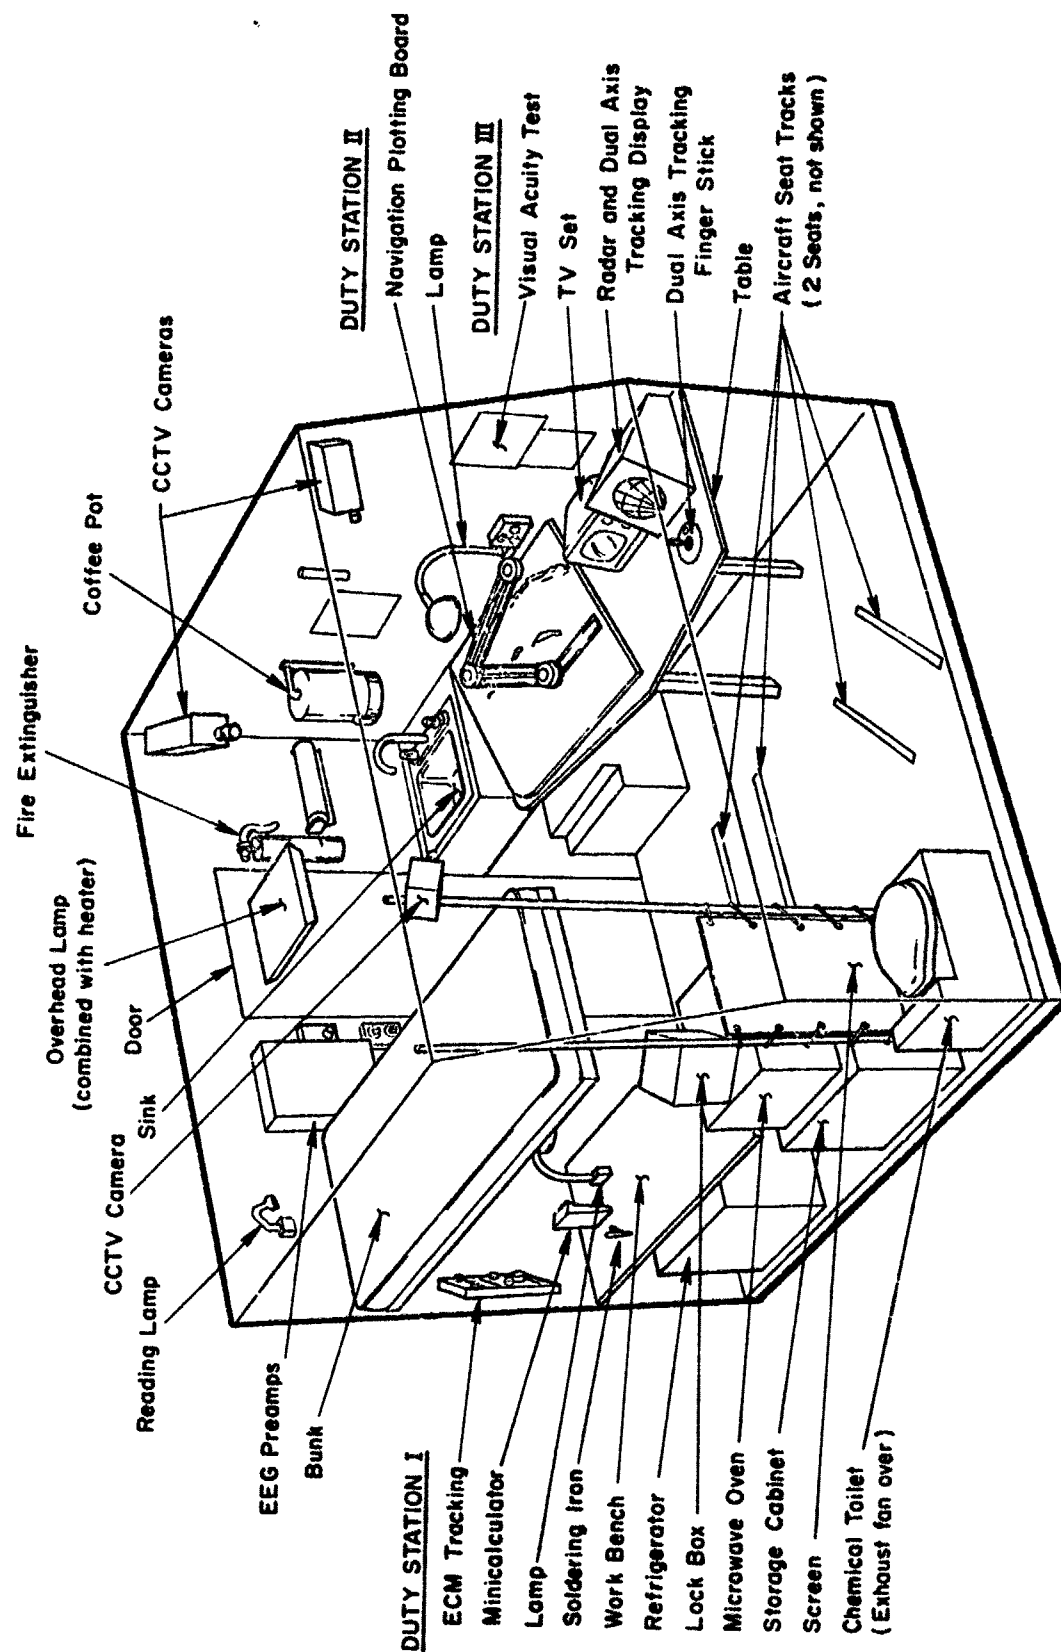 Fire Extinguisher
Overhead Lamp
(combined with heater)
Door
Sink
CCTV Camera
Reading Lamp
EEG Preamps
Bunk
DUTY STATION I
ECM Tracking
Minicalculator
Lamp
Soldering Iron
Work Bench
Refrigerator
Lock Box
Microwave Oven
Storage Cabinet
Screen
Chemical Toilet
(Exhaust fan over)
Coffee Pot
CCTV Cameras
DUTY STATION II
Navigation Plotting Board
Lamp
DUTY STATION III
Visual Acuity Test
TV Set
Radar and Dual Axis
Tracking Display
Dual Axis Tracking
Finger Stick
Table
Aircraft Seat Tracks
(2 Seats, not shown)